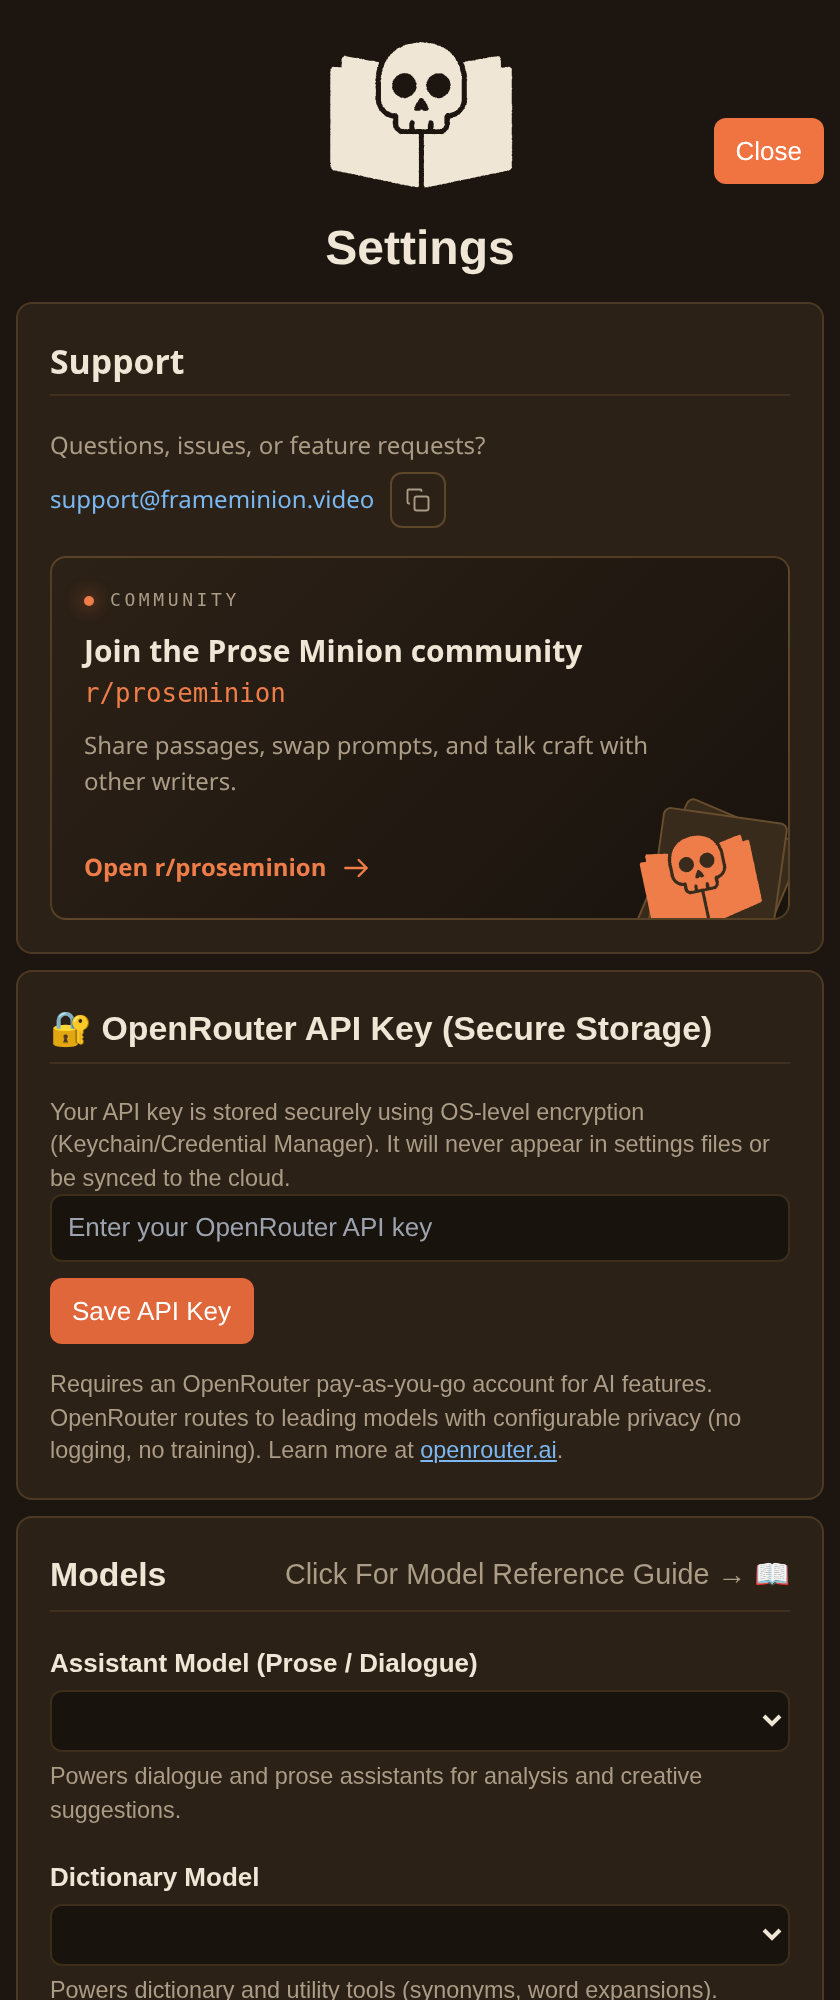 Close
Settings
Support
Questions, issues, or feature requests?
support@frameminion.video
COMMUNITY
Join the Prose Minion community
r/proseminion
Share passages, swap prompts, and talk craft with
other writers.
Open r/proseminion →
🔐 OpenRouter API Key (Secure Storage)
Your API key is stored securely using OS-level encryption
(Keychain/Credential Manager). It will never appear in settings files or
be synced to the cloud.
Enter your OpenRouter API key
Save API Key
Requires an OpenRouter pay-as-you-go account for AI features.
OpenRouter routes to leading models with configurable privacy (no
logging, no training). Learn more at openrouter.ai.
Models
Click For Model Reference Guide → 📖
Assistant Model (Prose / Dialogue)
Powers dialogue and prose assistants for analysis and creative
suggestions.
Dictionary Model
Powers dictionary and utility tools (synonyms, word expansions).